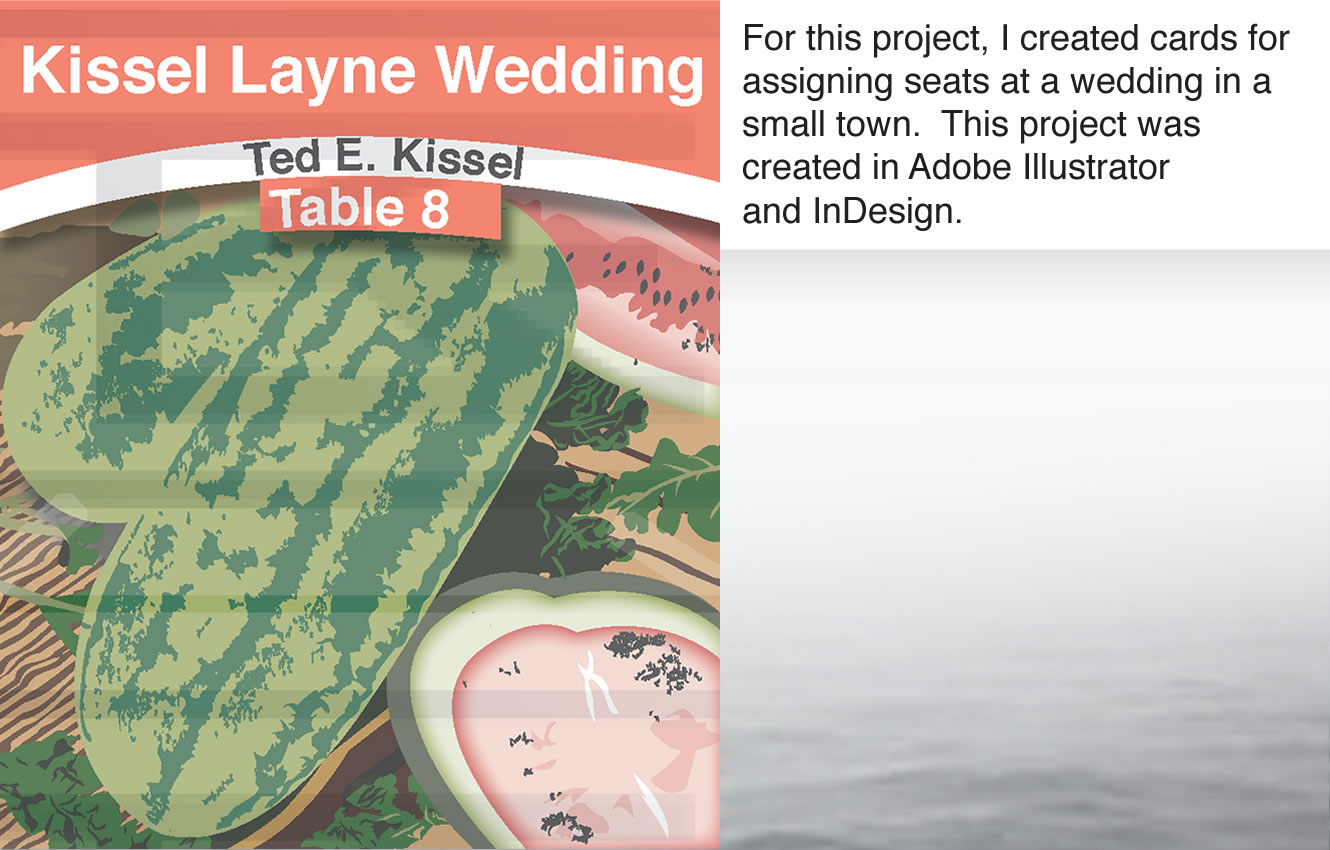 Kissel Layne Wedding
Ted E. Kissel
Table 8
For this project, I created cards for
assigning seats at a wedding in a
small town.  This project was
created in Adobe Illustrator
and InDesign.